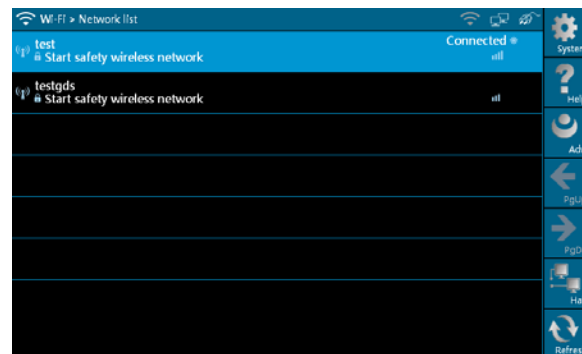 Wi-Fi > Network list
test
Connected
Start safety wireless network
testgds
Start safety wireless network
Syster
Hel
Ad
PgU
PgD
Ha
Refres